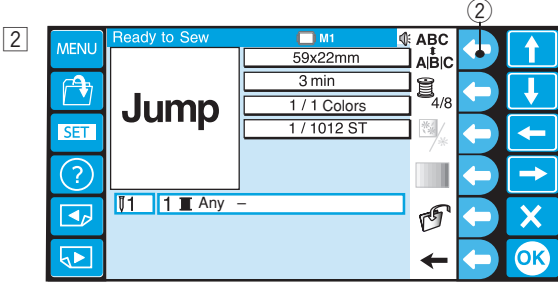 2
2
MENU
Ready to Sew
M1
ABC
A|B|C
59x22mm
3 min
4/8
Jump
1 / 1 Colors
SET
1 / 1012 ST
?
1
1 Any –
OK